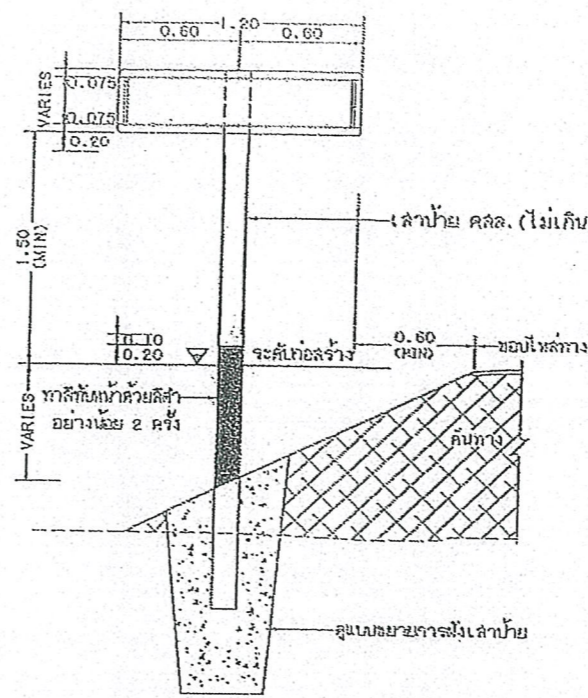 1.20
0.60
0.60
VARIES
0.075
0.075
0.20
1.50
(MIN)
เสาป้าย คสล. (ไม่เกิน
0.10
0.20
ระดับก่อสร้าง
0.60
(MIN)
ขอบไหล่ทาง
VARIES
ทาสีทับหน้าด้วยสีดำ
อย่างน้อย 2 ครั้ง
คันทาง
ดูแบบขยายการฝังเสาป้าย